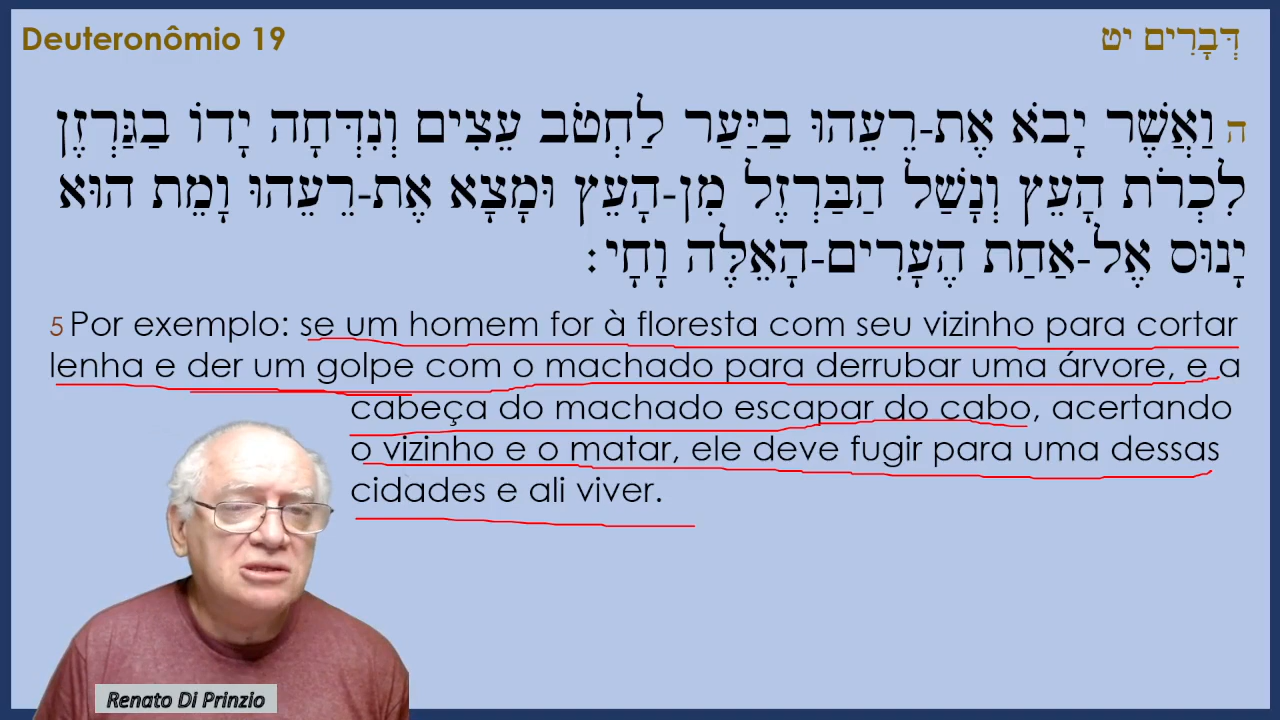 Deuteronômio 19
דְּבָרִים יט
ה וַאֲשֶׁר יָבֹא אֶת-רֵעֵהוּ בַיַּעַר לַחְטֹב עֵצִים וְנִדְּחָה יָדוֹ בַגַּרְזֶן
לִכְרֹת הָעֵץ וְנָשַׁל הַבַּרְזֶל מִן-הָעֵץ וּמָצָא אֶת-רֵעֵהוּ וָמֵת הוּא
יָנוּס אֶל-אַחַת הֶעָרִים-הָאֵלֶּה וָחָי:
5 Por exemplo: se um homem for à floresta com seu vizinho para cortar
lenha e der um golpe com o machado para derrubar uma árvore, e a
cabeça do machado escapar do cabo, acertando
o vizinho e o matar, ele deve fugir para uma dessas
cidades e ali viver.
Renato Di Prinzio